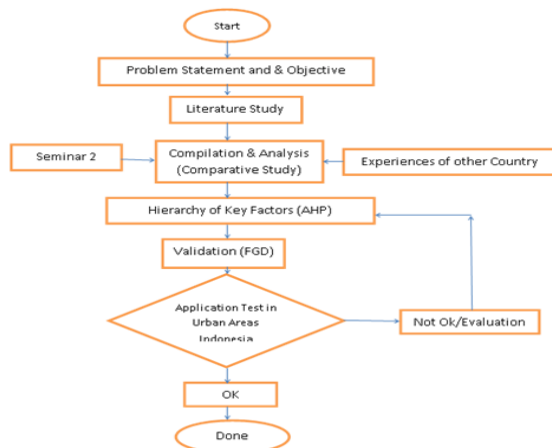 Start
Problem Statement and & Objective
Literature Study
Seminar 2
Compilation & Analysis
(Comparative Study)
Experiences of other Country
Hierarchy of Key Factors (AHP)
Validation (FGD)
Application Test in
Urban Areas
Indonesia
Not Ok/Evaluation
OK
Done